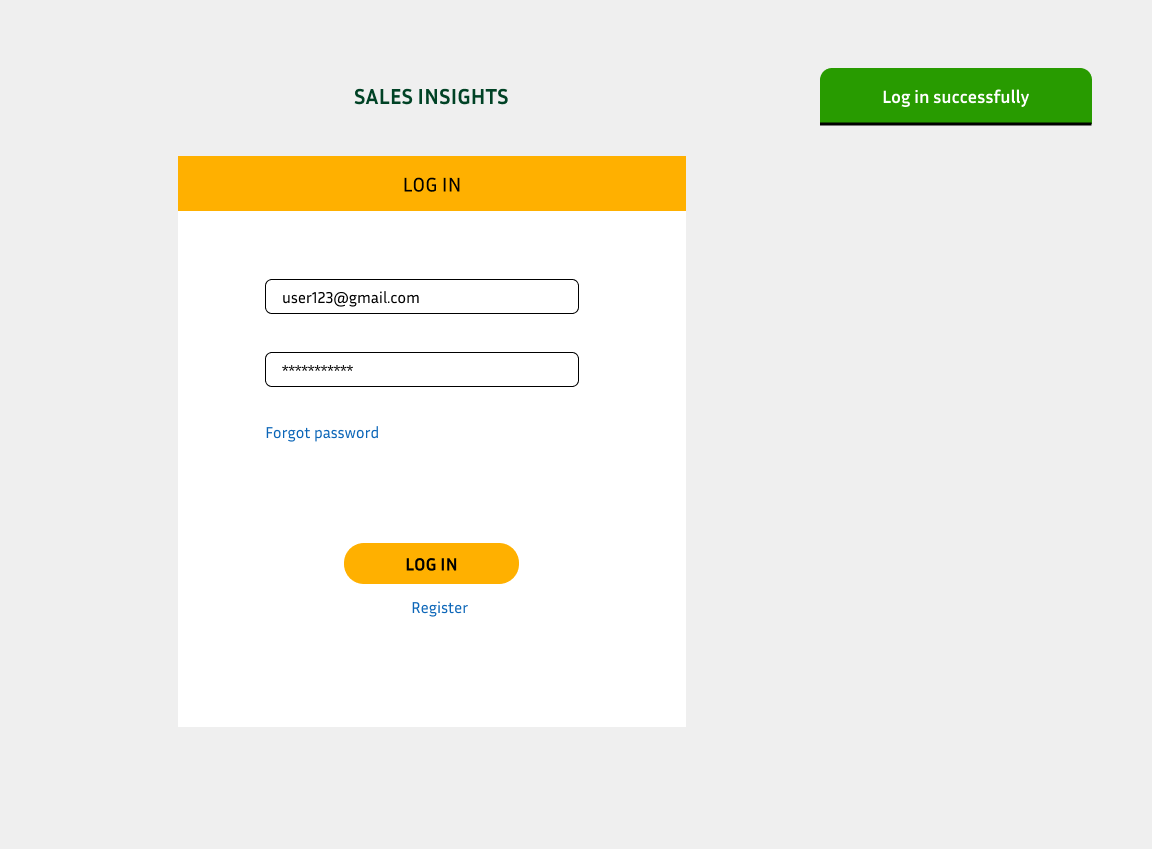 SALES INSIGHTS
Log in successfully
LOG IN
user123@gmail.com
***********
Forgot password
LOG IN
Register